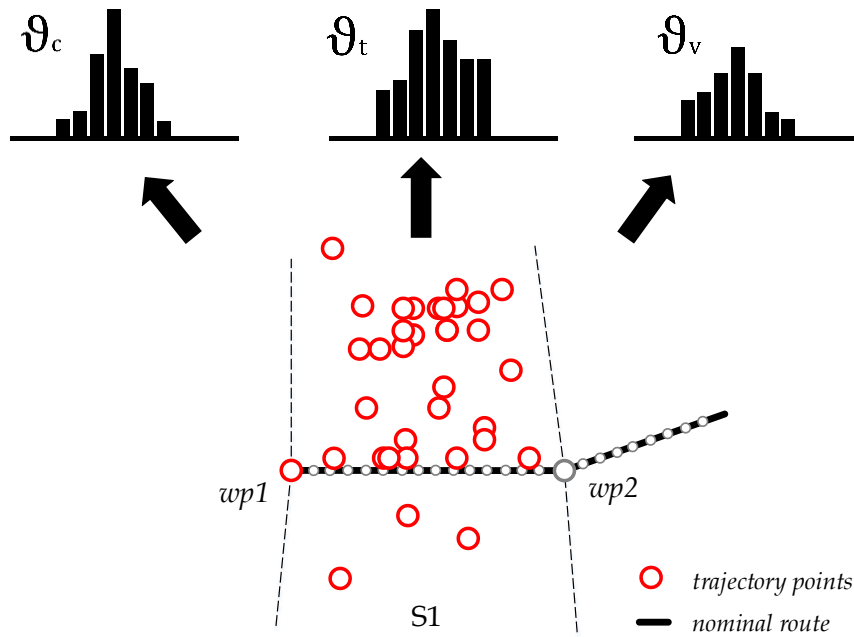 ϑc
ϑt
ϑv
wp1
wp2
S1
trajectory points
nominal route